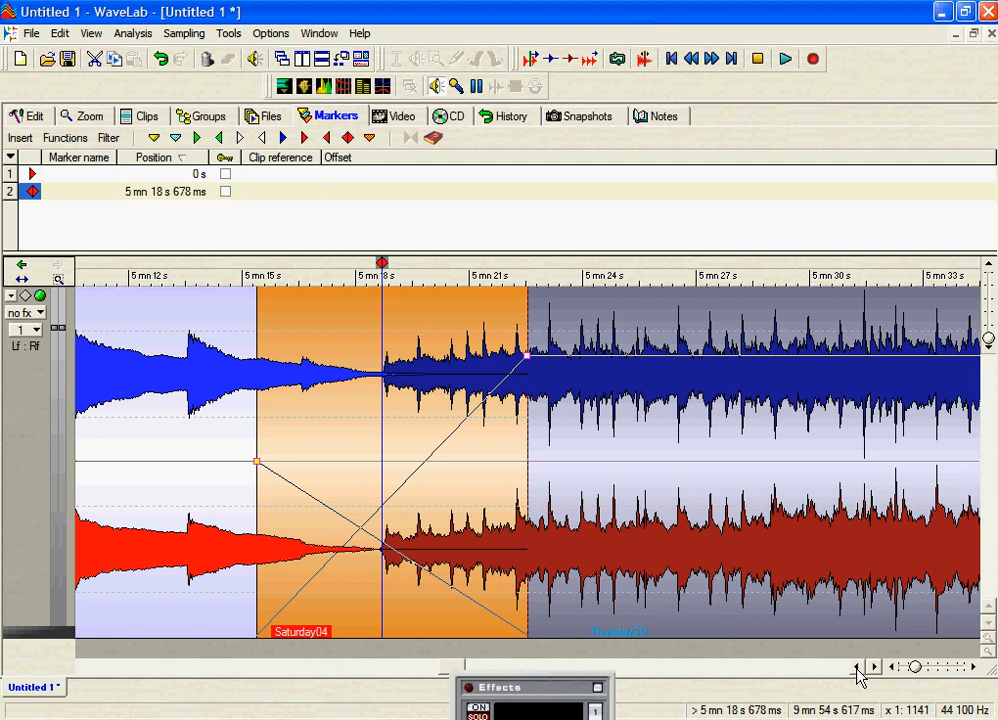 Untitled 1 - WaveLab - [Untitled 1 *]
File Edit View Analysis Sampling Tools Options Window Help
Edit Zoom Clips Groups Files Markers Video CD History Snapshots Notes
Insert Functions Filter
Marker name Position Clip reference Offset
1 0 s
2 5 mn 18 s 678 ms
5 mn 12 s 5 mn 15 s 5 mn 18 s 5 mn 21 s 5 mn 24 s 5 mn 27 s 5 mn 30 s 5 mn 33 s
no fx
1
Lf : Rf
Saturday04
Untitled 1 *
Effects
ON
SOLO
1
> 5 mn 18 s 678 ms 9 mn 54 s 617 ms x 1: 1141 44 100 Hz